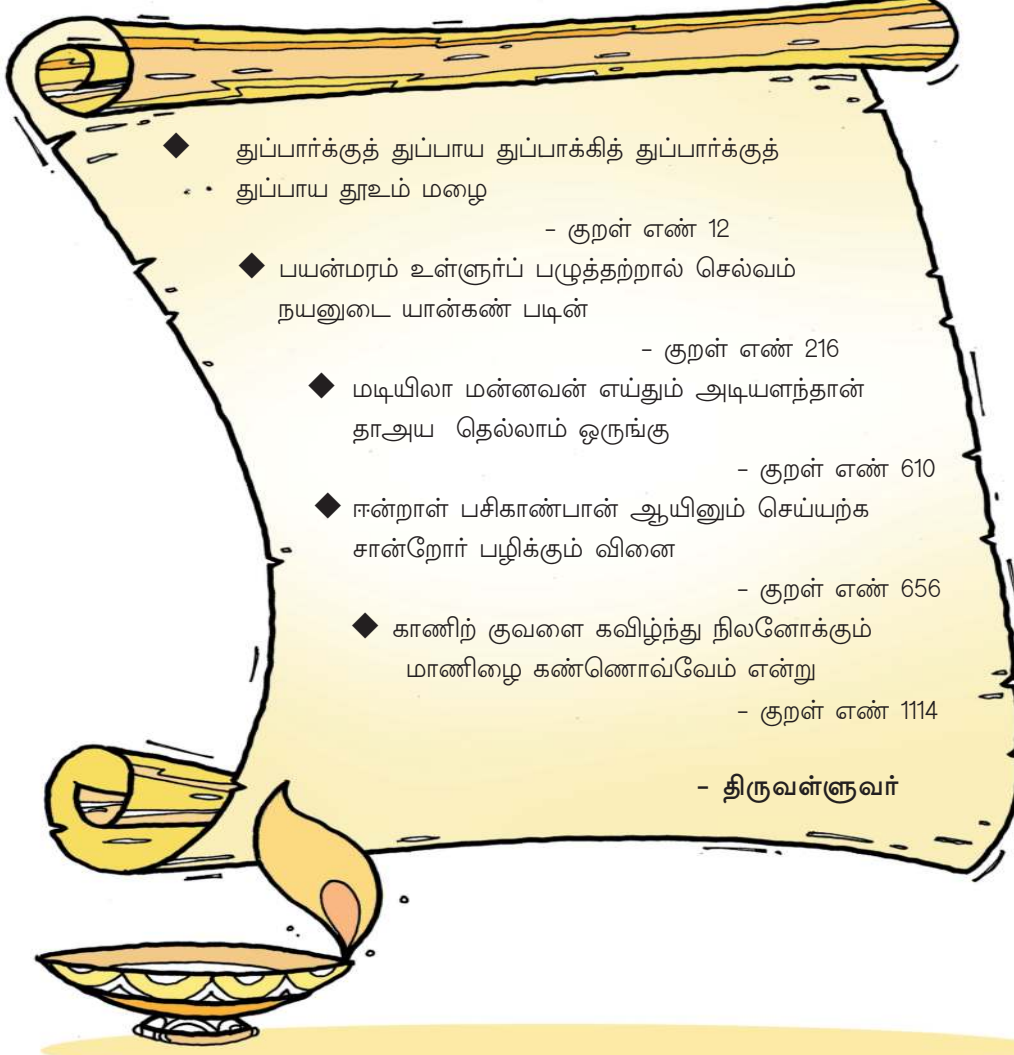 ◆ துப்பார்க்குத் துப்பாய துப்பாக்கித் துப்பார்க்குத்
துப்பாய தூஉம் மழை
- குறள் எண் 12
◆ பயன்மரம் உள்ளூர்ப் பழுத்தற்றால் செல்வம்
நயனுடை யான்கண் படின்
- குறள் எண் 216
◆ மடியிலா மன்னவன் எய்தும் அடியளந்தான்
தாஅய தெல்லாம் ஒருங்கு
- குறள் எண் 610
◆ ஈன்றாள் பசிகாண்பான் ஆயினும் செய்யற்க
சான்றோர் பழிக்கும் வினை
- குறள் எண் 656
◆ காணிற் குவளை கவிழ்ந்து நிலனோக்கும்
மாணிழை கண்ணொவ்வேம் என்று
- குறள் எண் 1114
- திருவள்ளுவர்